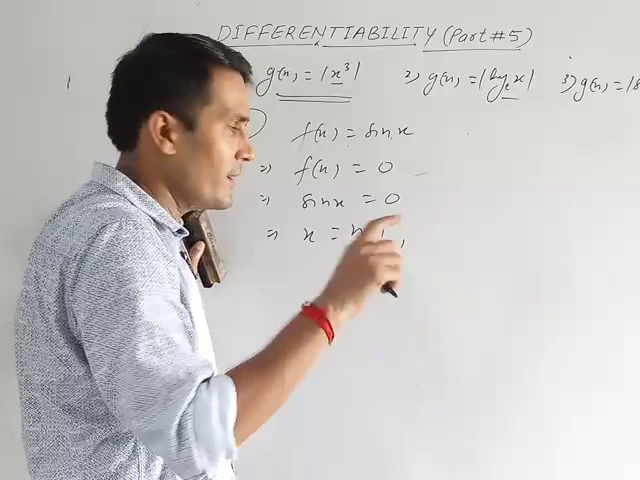 DIFFERENTIABILITY (Part #5)
1 g(x) = |x³| 2) g(x) = |logₑx| 3) g(x) = |s
) f(x) = sinx
⇒ f(x) = 0
⇒ sinx = 0
⇒ x = n